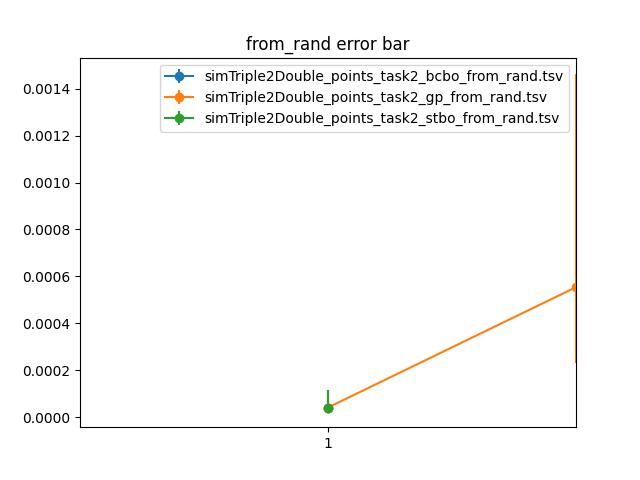 from_rand error bar
simTriple2Double_points_task2_bcbo_from_rand.tsv
simTriple2Double_points_task2_gp_from_rand.tsv
simTriple2Double_points_task2_stbo_from_rand.tsv
0.0014
0.0012
0.0010
0.0008
0.0006
0.0004
0.0002
0.0000
1